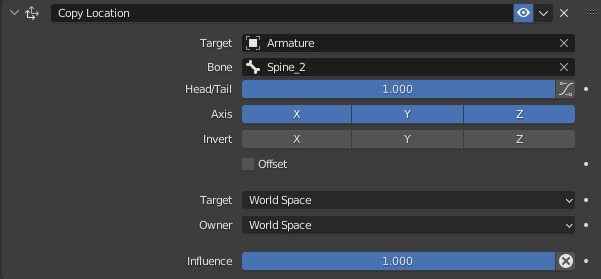 Copy Location
Target Armature
Bone Spine_2
Head/Tail 1.000
Axis X Y Z
Invert X Y Z
Offset
Target World Space
Owner World Space
Influence 1.000